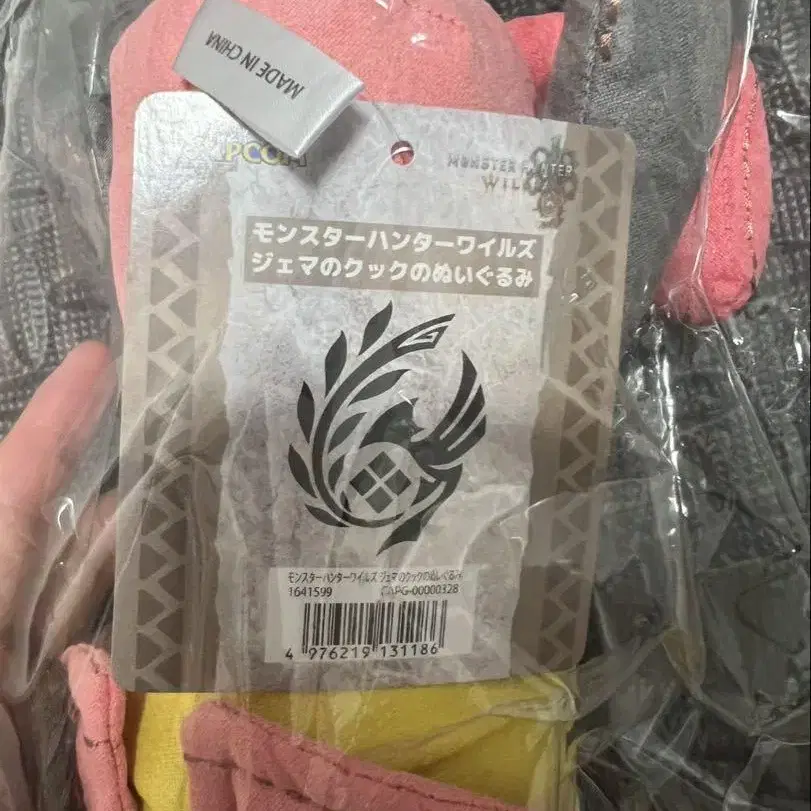 MADE IN CHINA
MONSTER HUNTER
モンスターハンターワイルズ
ジェマのクックのぬいぐるみ
モンスターハンターワイルズ ジェマのクックのぬいぐるみ
1641599
4 976219 131186